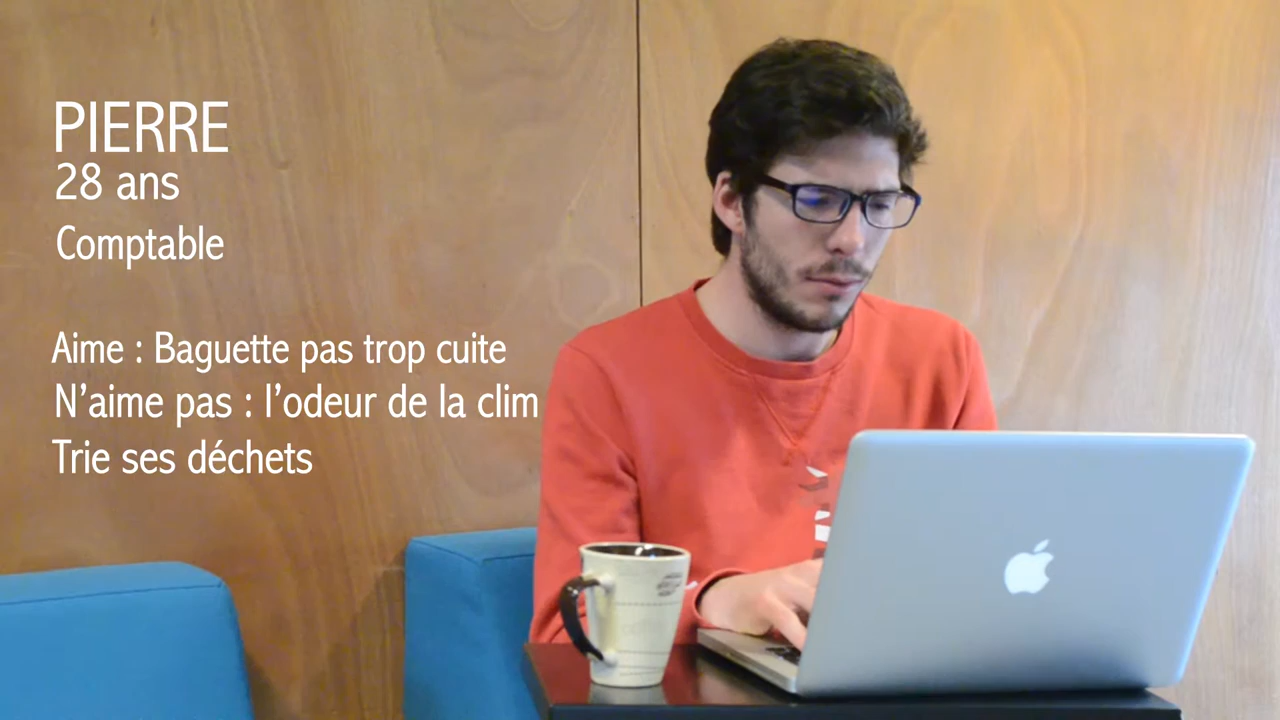 PIERRE
28 ans
Comptable
Aime : Baguette pas trop cuite
N’aime pas : l’odeur de la clim
Trie ses déchets